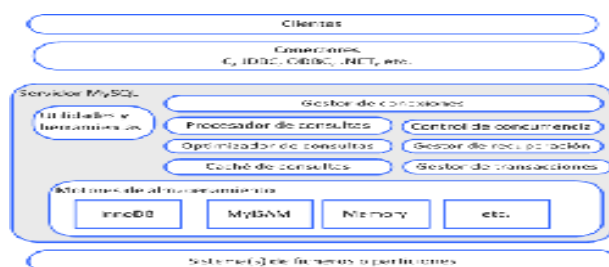 Clientes
Conectores
C, JDBC, ODBC, .NET, etc.
Servidor MySQL
Gestor de conexiones
Utilidades y
herramientas
Procesador de consultas
Control de concurrencia
Optimizador de consultas
Gestor de recuperación
Caché de consultas
Gestor de transacciones
Motores de almacenamiento
InnoDB
MyISAM
Memory
etc.
Sistema(s) de ficheros o particiones